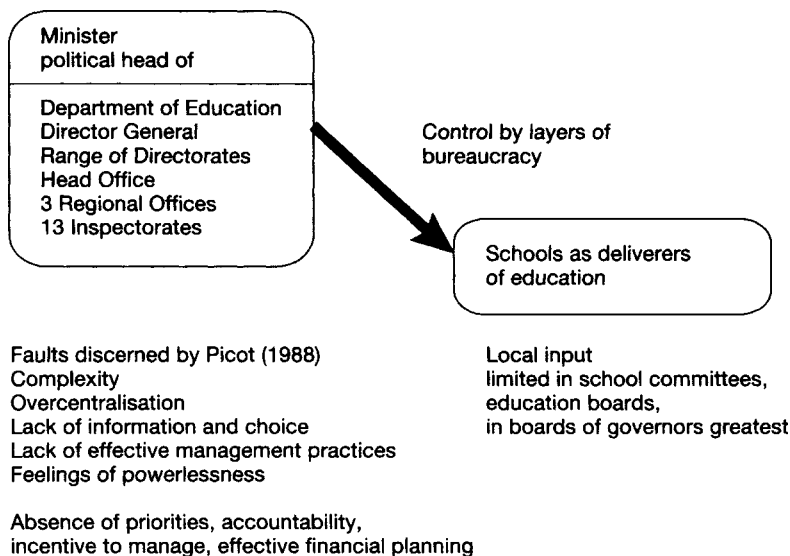 Minister
political head of
Department of Education
Director General
Range of Directorates
Head Office
3 Regional Offices
13 Inspectorates
Control by layers of
bureaucracy
Schools as deliverers
of education
Faults discerned by Picot (1988)
Complexity
Overcentralisation
Lack of information and choice
Lack of effective management practices
Feelings of powerlessness
Absence of priorities, accountability,
incentive to manage, effective financial planning
Local input
limited in school committees,
education boards,
in boards of governors greatest